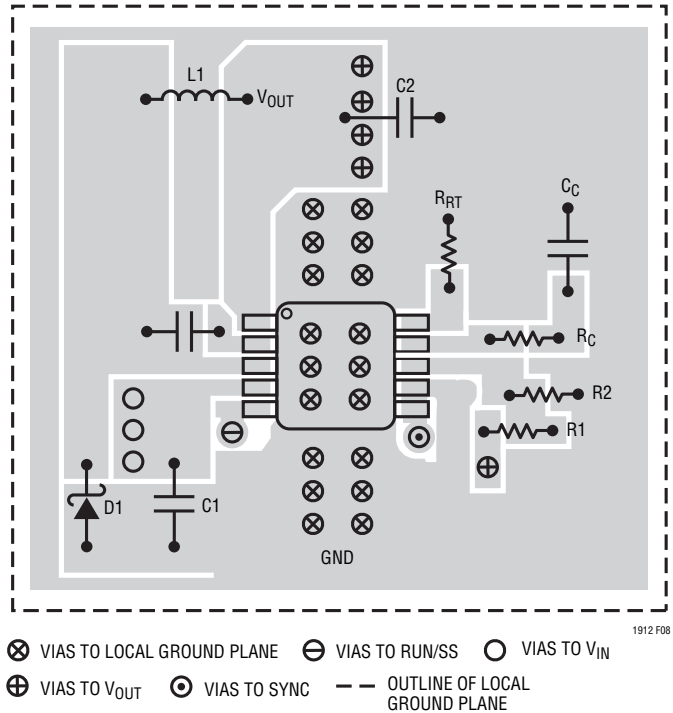 L1
VOUT
C2
RRT
CC
RC
R2
R1
D1
C1
GND
1912 F08
VIAS TO LOCAL GROUND PLANE
VIAS TO RUN/SS
VIAS TO VIN
VIAS TO VOUT
VIAS TO SYNC
OUTLINE OF LOCAL
GROUND PLANE